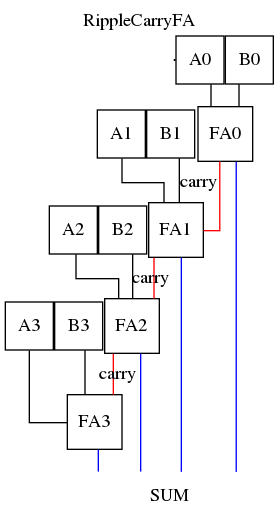 RippleCarryFA
A0 B0
A1 B1 FA0
carry
A2 B2 FA1
carry
A3 B3 FA2
carry
FA3
SUM